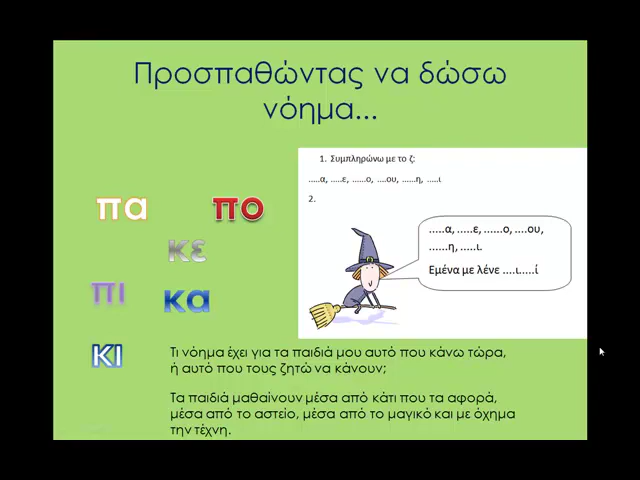 Προσπαθώντας να δώσω
νόημα...
1. Συμπληρώνω με το ζ:
.....α, .....ε, ......ο, ....ου, ......η, .....ι
2.
.....α, .....ε, ......ο, ....ου,
......η, .....ι.
Εμένα με λένε ....ι.....ί
πα
πο
κε
πι
κα
κι
Τι νόημα έχει για τα παιδιά μου αυτό που κάνω τώρα,
ή αυτό που τους ζητώ να κάνουν;
Τα παιδιά μαθαίνουν μέσα από κάτι που τα αφορά,
μέσα από το αστείο, μέσα από το μαγικό και με όχημα
την τέχνη.